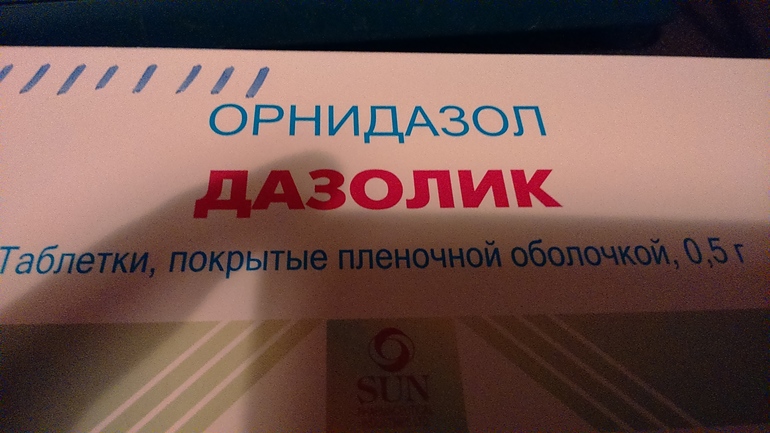 ОРНИДАЗОЛ
ДАЗОЛИК
Таблетки, покрытые пленочной оболочкой, 0,5 г
SUN